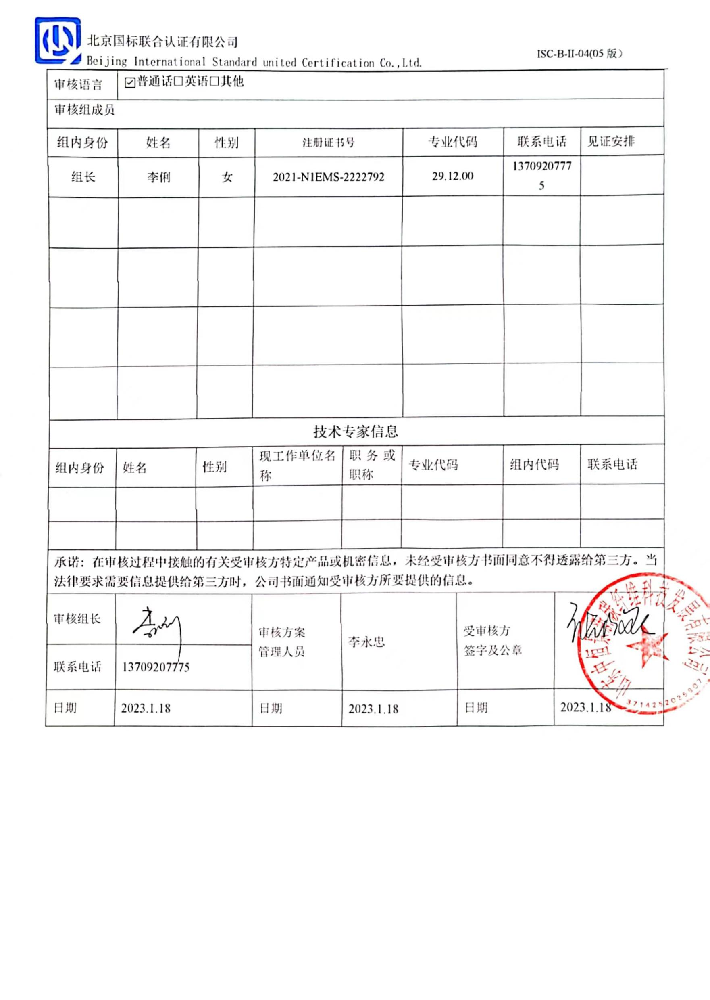 北京国标联合认证有限公司
Beijing International Standard united Certification Co.,Ltd.
ISC-B-II-04(05 版）
审核语言 ☑普通话□英语□其他
审核组成员
组内身份 姓名 性别 注册证书号 专业代码 联系电话 见证安排
组长 李俐 女 2021-N1EMS-2222792 29.12.00 1370920777
5
技术专家信息
组内身份 姓名 性别 现工作单位名 职务或 专业代码 组内代码 联系电话
称 职称
承诺：在审核过程中接触的有关受审核方特定产品或机密信息，未经受审核方书面同意不得透露给第三方。当
法律要求需要信息提供给第三方时，公司书面通知受审核方所要提供的信息。
审核组长 李俐
审核方案
管理人员 李永忠
受审核方
签字及公章
联系电话 13709207775
日期 2023.1.18 日期 2023.1.18 日期 2023.1.18
山东中恒 碳纤维科技发展有限公司
3714252025907